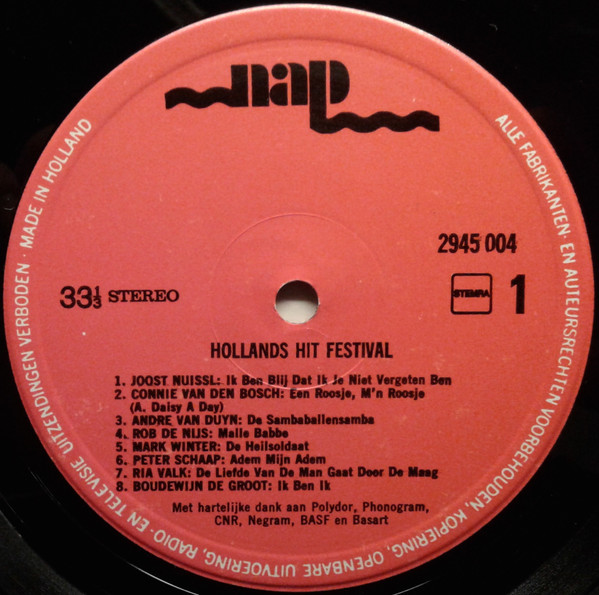 nap
MADE IN HOLLAND
ALLE FABRIKANTEN- EN AUTEURSRECHTEN VOORBEHOUDEN, KOPIERING, OPENBARE UITVOERING, RADIO- EN TELEVISIE UITZENDINGEN VERBODEN ·
2945 004
33⅓ STEREO
STEMRA
1
HOLLANDS HIT FESTIVAL
1. JOOST NUISSL: Ik Ben Blij Dat Ik Je Niet Vergeten Ben
2. CONNIE VAN DEN BOSCH: Een Roosje, M'n Roosje
(A. Daisy A Day)
3. ANDRE VAN DUYN: De Sambaballensamba
4. ROB DE NIJS: Malle Babbe
5. MARK WINTER: De Heilsoldaat
6. PETER SCHAAP: Adem Mijn Adem
7. RIA VALK: De Liefde Van De Man Gaat Door De Maag
8. BOUDEWIJN DE GROOT: Ik Ben Ik
Met hartelijke dank aan Polydor, Phonogram,
CNR, Negram, BASF en Basart